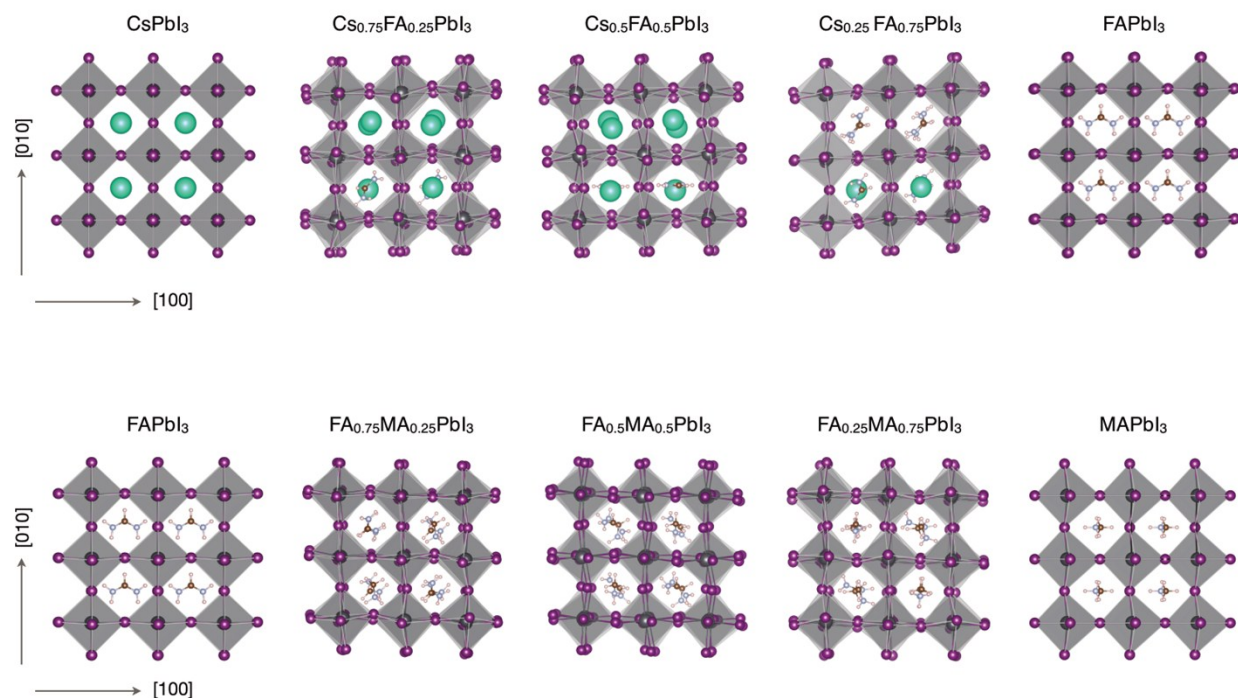 CsPbI₃ Cs₀.₇₅FA₀.₂₅PbI₃ Cs₀.₅FA₀.₅PbI₃ Cs₀.₂₅ FA₀.₇₅PbI₃ FAPbI₃
[010]
[100]
FAPbI₃ FA₀.₇₅MA₀.₂₅PbI₃ FA₀.₅MA₀.₅PbI₃ FA₀.₂₅MA₀.₇₅PbI₃ MAPbI₃
[010]
[100]